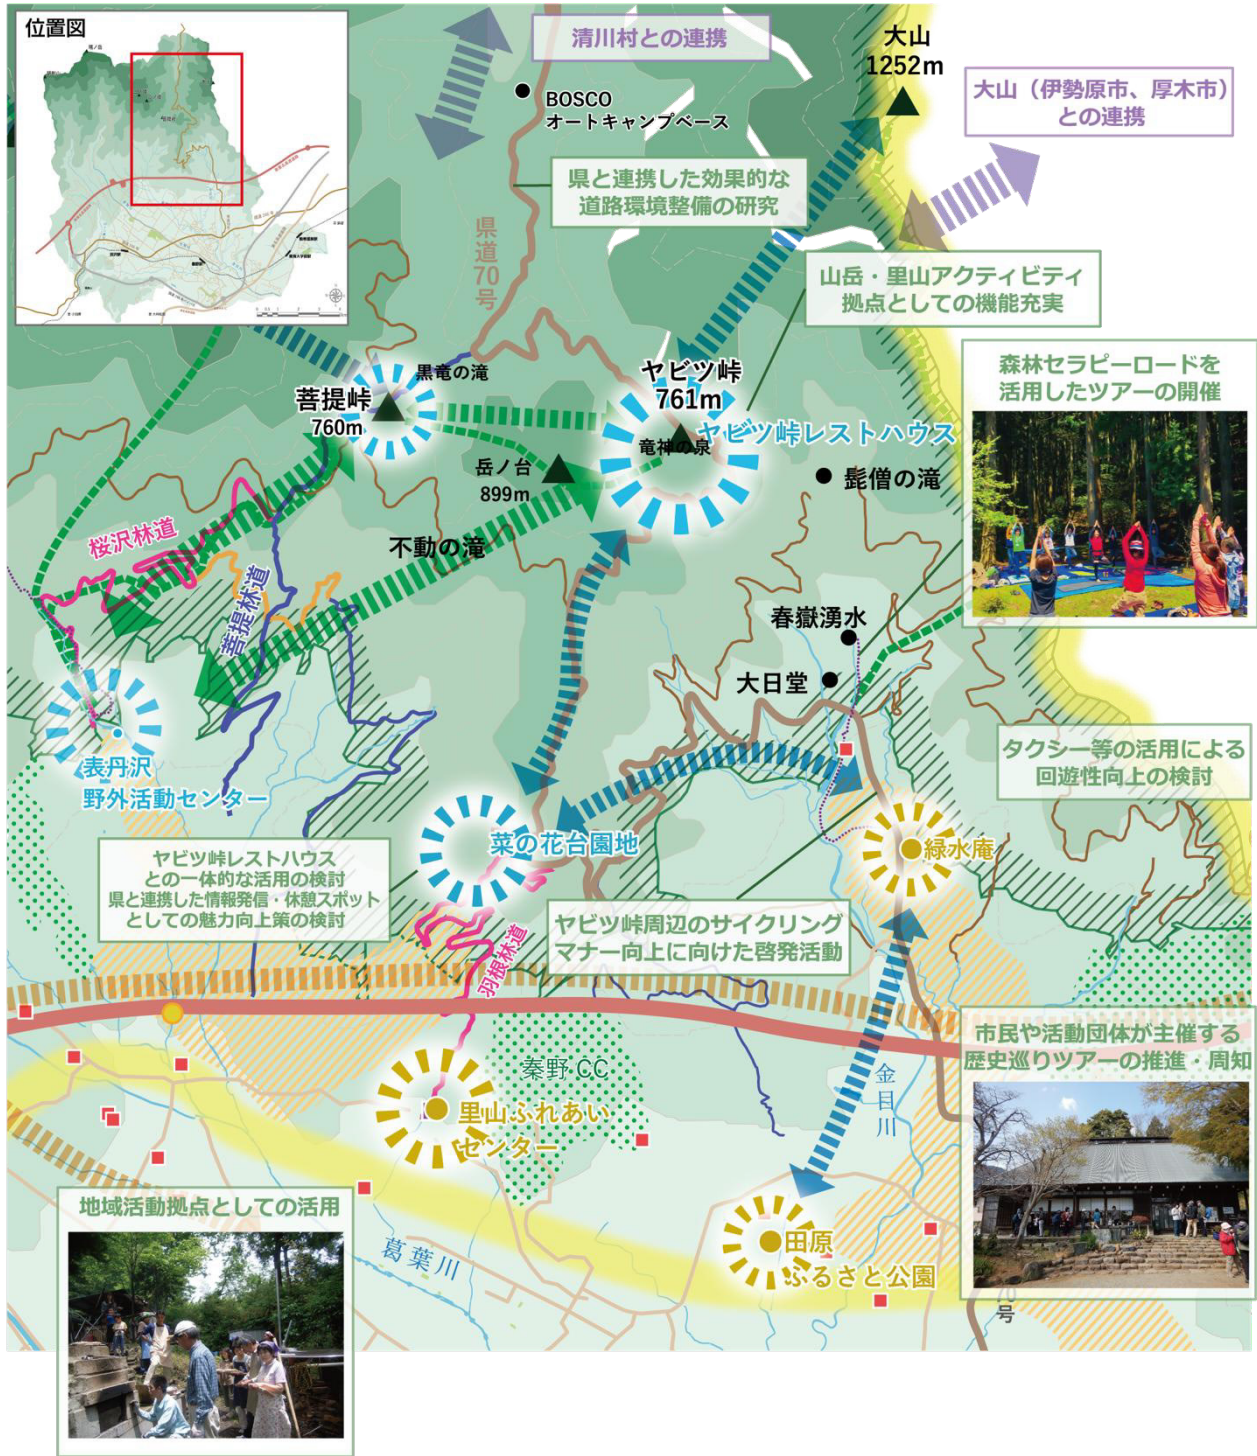 位置図
清川村との連携
大山
1252m
大山（伊勢原市、厚木市）
との連携
BOSCO
オートキャンプベース
県と連携した効果的な
道路環境整備の研究
県道70号
山岳・里山アクティビティ
拠点としての機能充実
黒竜の滝
菩提峠
760m
ヤビツ峠
761m
ヤビツ峠レストハウス
竜神の泉
岳ノ台
899m
髭僧の滝
森林セラピーロードを
活用したツアーの開催
桜沢林道
不動の滝
菩提林道
春嶽湧水
大日堂
表丹沢
野外活動センター
タクシー等の活用による
回遊性向上の検討
菜の花台園地
緑水庵
ヤビツ峠レストハウス
との一体的な活用の検討
県と連携した情報発信・休憩スポット
としての魅力向上策の検討
ヤビツ峠周辺のサイクリング
マナー向上に向けた啓発活動
羽根林道
市民や活動団体が主催する
歴史巡りツアーの推進・周知
秦野CC
金目川
里山ふれあい
センター
地域活動拠点としての活用
葛葉川
田原
ふるさと公園
号